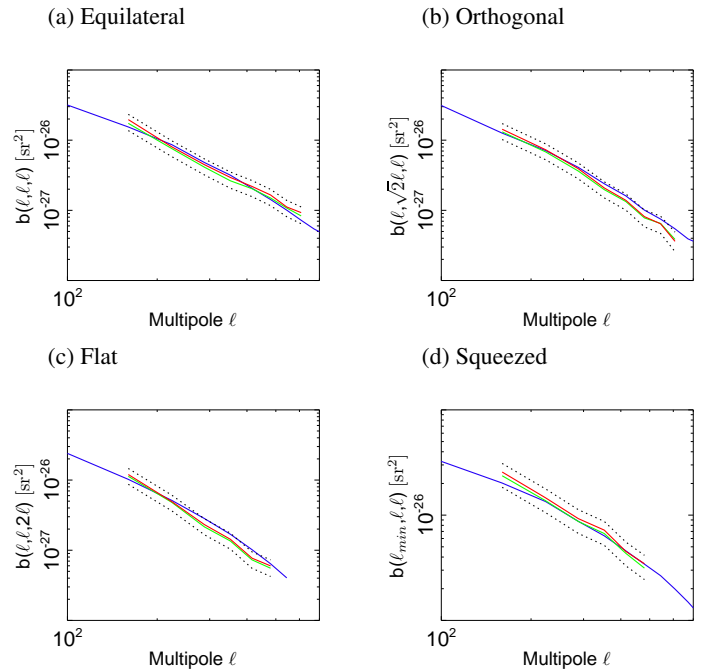 (a) Equilateral
(b) Orthogonal
b(ℓ,ℓ,ℓ) [sr²]
10⁻²⁶
10⁻²⁷
10²
Multipole ℓ
b(ℓ,√2ℓ,ℓ) [sr²]
10⁻²⁶
10⁻²⁷
10²
Multipole ℓ
(c) Flat
(d) Squeezed
b(ℓ,ℓ,2ℓ) [sr²]
10⁻²⁶
10⁻²⁷
10²
Multipole ℓ
b(ℓ_min,ℓ,ℓ) [sr²]
10⁻²⁶
10²
Multipole ℓ